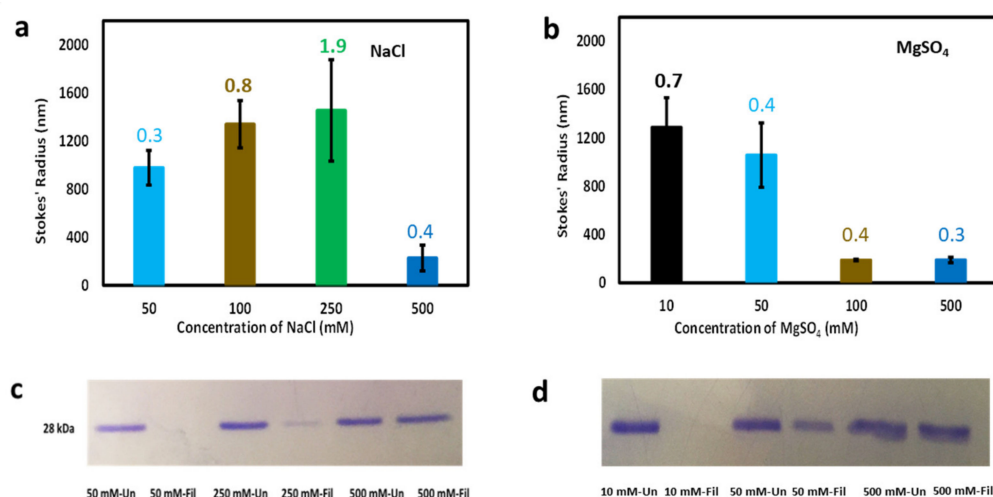 a
NaCl
Stokes' Radius (nm)
2000
1600
1200
800
400
0
0.3
0.8
1.9
0.4
50 100 250 500
Concentration of NaCl (mM)
b
MgSO₄
Stokes' Radius (nm)
2000
1600
1200
800
400
0
0.7
0.4
0.4
0.3
10 50 100 500
Concentration of MgSO₄ (mM)
c
28 kDa
50 mM-Un 50 mM-Fil 250 mM-Un 250 mM-Fil 500 mM-Un 500 mM-Fil
d
10 mM-Un 10 mM-Fil 50 mM-Un 50 mM-Fil 500 mM-Un 500 mM-Fil